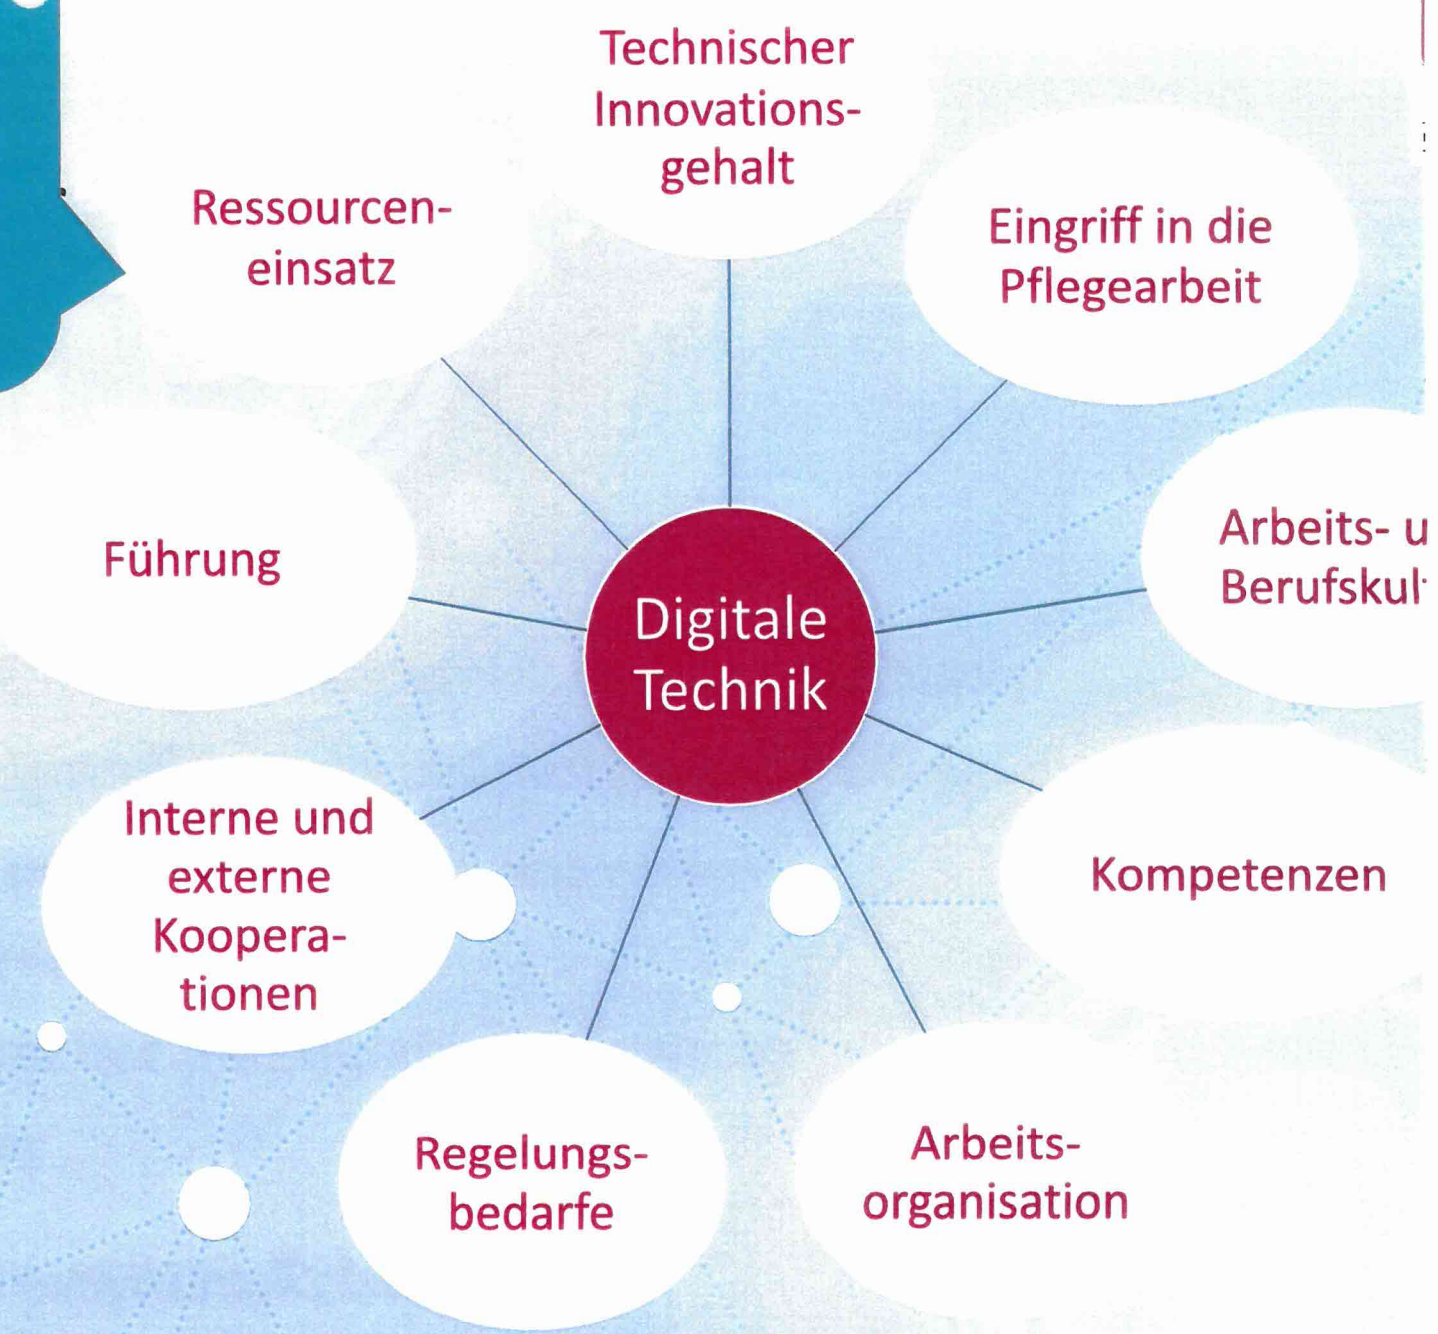 Technischer
Innovations-
gehalt
Ressourcen-
einsatz
Eingriff in die
Pflegearbeit
Führung
Arbeits- u
Digitale
Technik
Interne und
externe
Koopera-
tionen
Kompetenzen
Regelungs-
bedarfe
Arbeits-
organisation